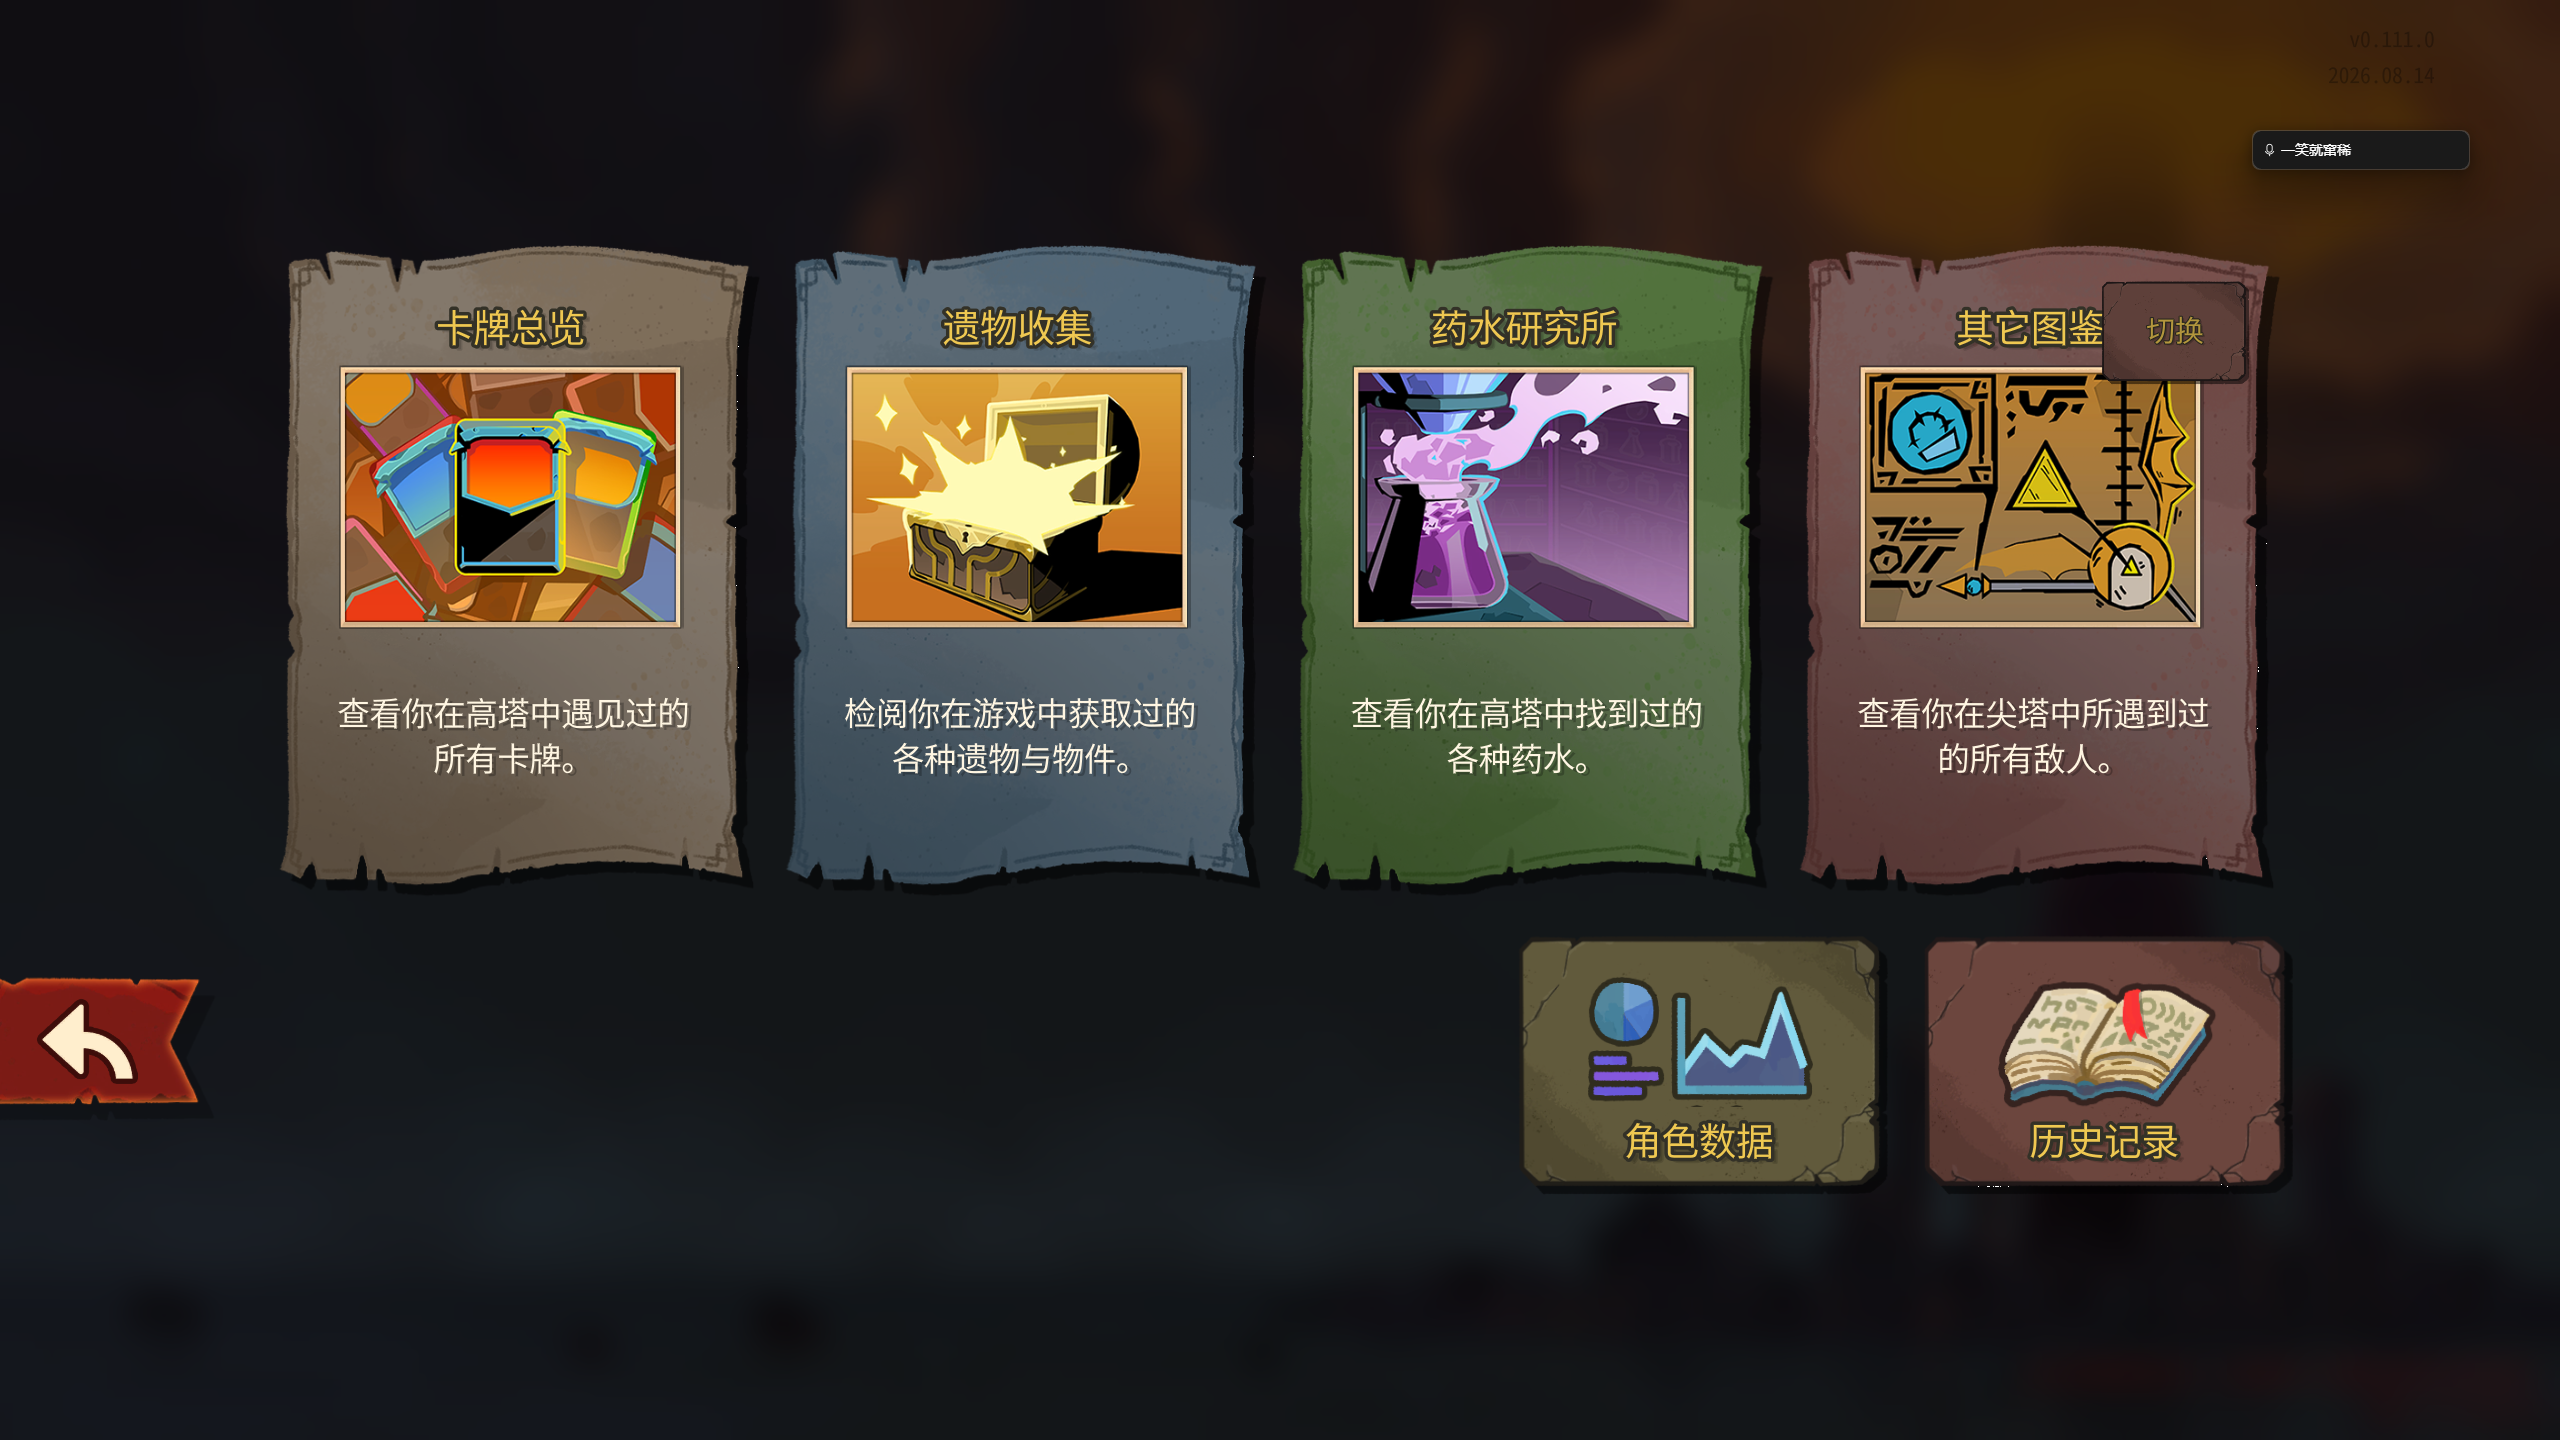 v0.111.0
2026.08.14
一笑就窜稀
卡牌总览
遗物收集
药水研究所
其它图鉴
切换
查看你在高塔中遇见过的
所有卡牌。
检阅你在游戏中获取过的
各种遗物与物件。
查看你在高塔中找到过的
各种药水。
查看你在尖塔中所遇到过
的所有敌人。
角色数据
历史记录